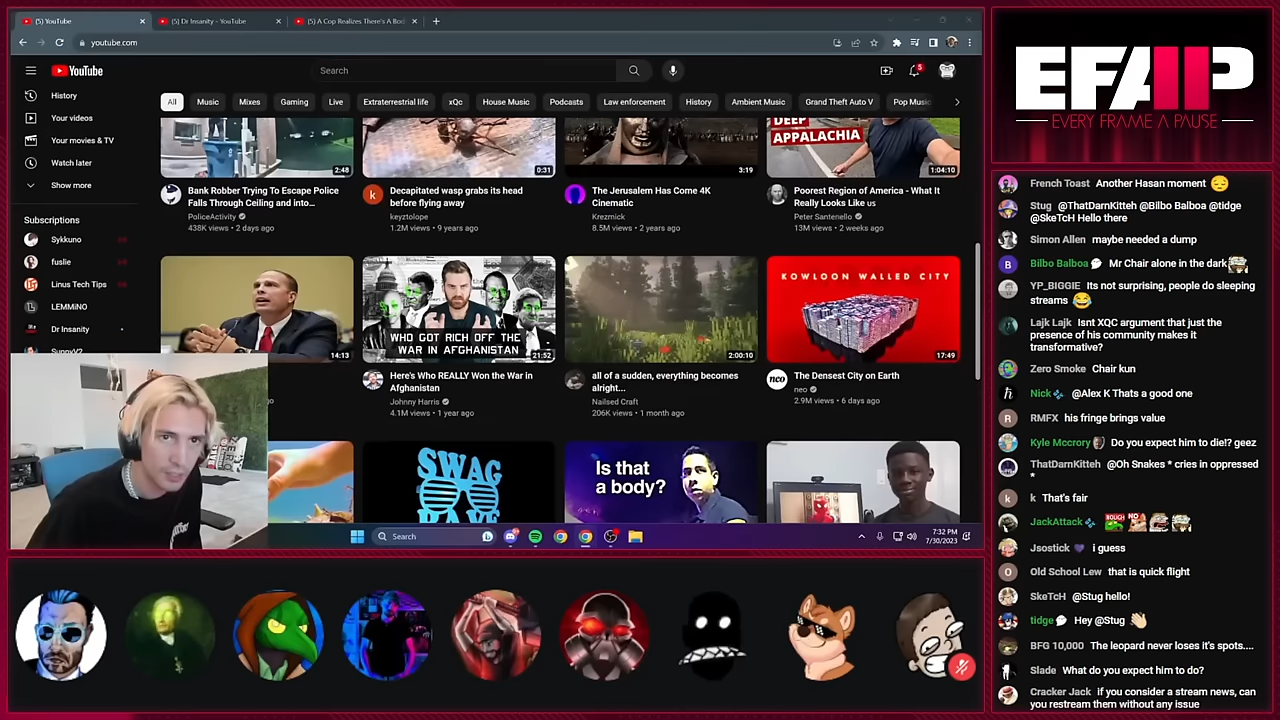 (5) YouTube
(5) Dr Insanity - YouTube
(5) A Cop Realizes There's A Bod
youtube.com
YouTube
Search
5
History
Your videos
Your movies & TV
Watch later
Show more
Subscriptions
Sykkuno
fuslie
Linus Tech Tips
LEMMiNO
Dr Insanity
SunnyV2
All
Music
Mixes
Gaming
Live
Extraterrestrial life
xQc
House Music
Podcasts
Law enforcement
History
Ambient Music
Grand Theft Auto V
Pop Music
2:48
0:31
3:19
DEEP
APPALACHIA
1:04:10
Bank Robber Trying To Escape Police
Falls Through Ceiling and into...
PoliceActivity
438K views • 2 days ago
k
Decapitated wasp grabs its head
before flying away
keyztolope
1.2M views • 9 years ago
The Jerusalem Has Come 4K
Cinematic
Krezmick
8.5M views • 2 years ago
Poorest Region of America - What It
Really Looks Like us
Peter Santenello
13M views • 2 weeks ago
14:13
WHO GOT RICH OFF THE
WAR IN AFGHANISTAN
21:52
2:00:10
KOWLOON WALLED CITY
17:49
Here's Who REALLY Won the War in
Afghanistan
Johnny Harris
4.1M views • 1 year ago
all of a sudden, everything becomes
alright...
Nailsed Craft
206K views • 1 month ago
neo
The Densest City on Earth
neo
2.9M views • 6 days ago
go
SWAG
Is that
a body?
Search
7:32 PM
7/30/2023
EFAP
EVERY FRAME A PAUSE
French Toast Another Hasan moment
Stug @ThatDarnKitteh @Bilbo Balboa @tidge
@SkeTcH Hello there
Simon Allen maybe needed a dump
B
Bilbo Balboa Mr Chair alone in the dark
YP_BIGGIE Its not surprising, people do sleeping
streams
Lajk Lajk Isnt XQC argument that just the
presence of his community makes it
transformative?
Zero Smoke Chair kun
Nick @Alex K Thats a good one
R
RMFX his fringe brings value
Kyle Mccrory Do you expect him to die!? geez
ThatDarnKitteh @Oh Snakes * cries in oppressed
*
k
k That's fair
JackAttack
Jsostick i guess
O
Old School Lew that is quick flight
SkeTcH @Stug hello!
tidge Hey @Stug
BFG 10,000 The leopard never loses it's spots....
Slade What do you expect him to do?
Cracker Jack if you consider a stream news, can
you restream them without any issue